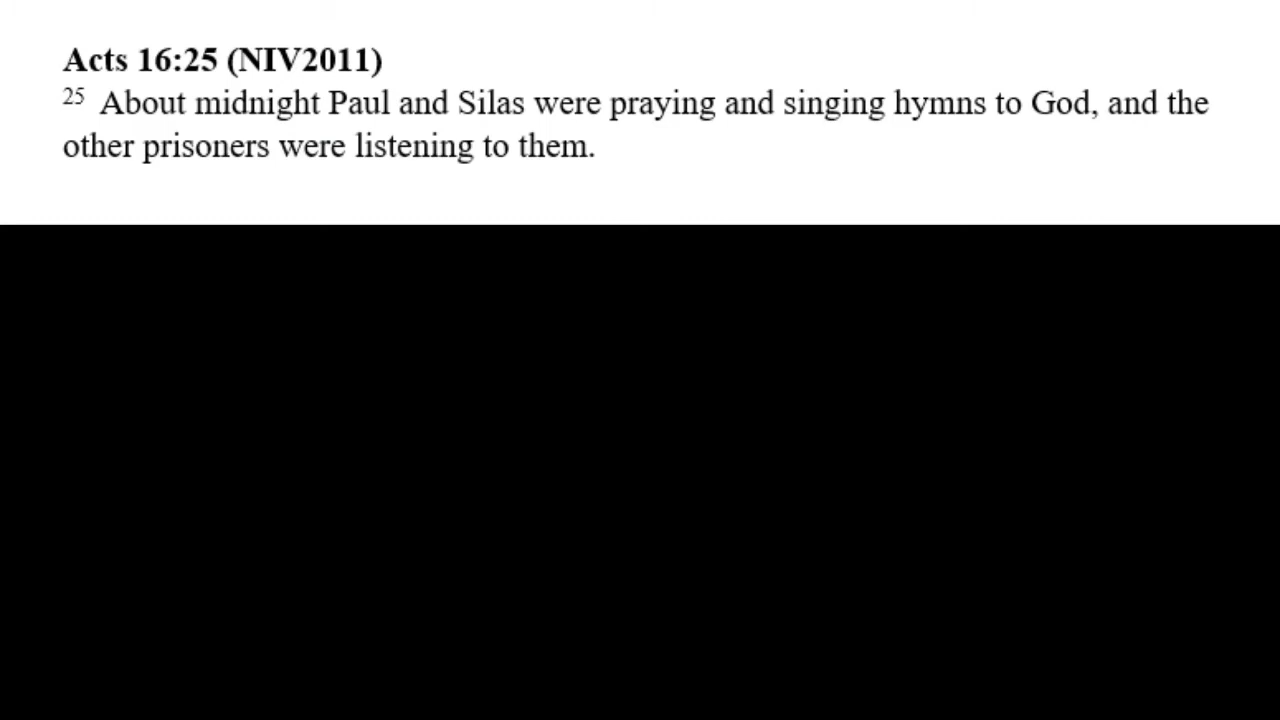 Acts 16:25 (NIV2011)
25 About midnight Paul and Silas were praying and singing hymns to God, and the
other prisoners were listening to them.